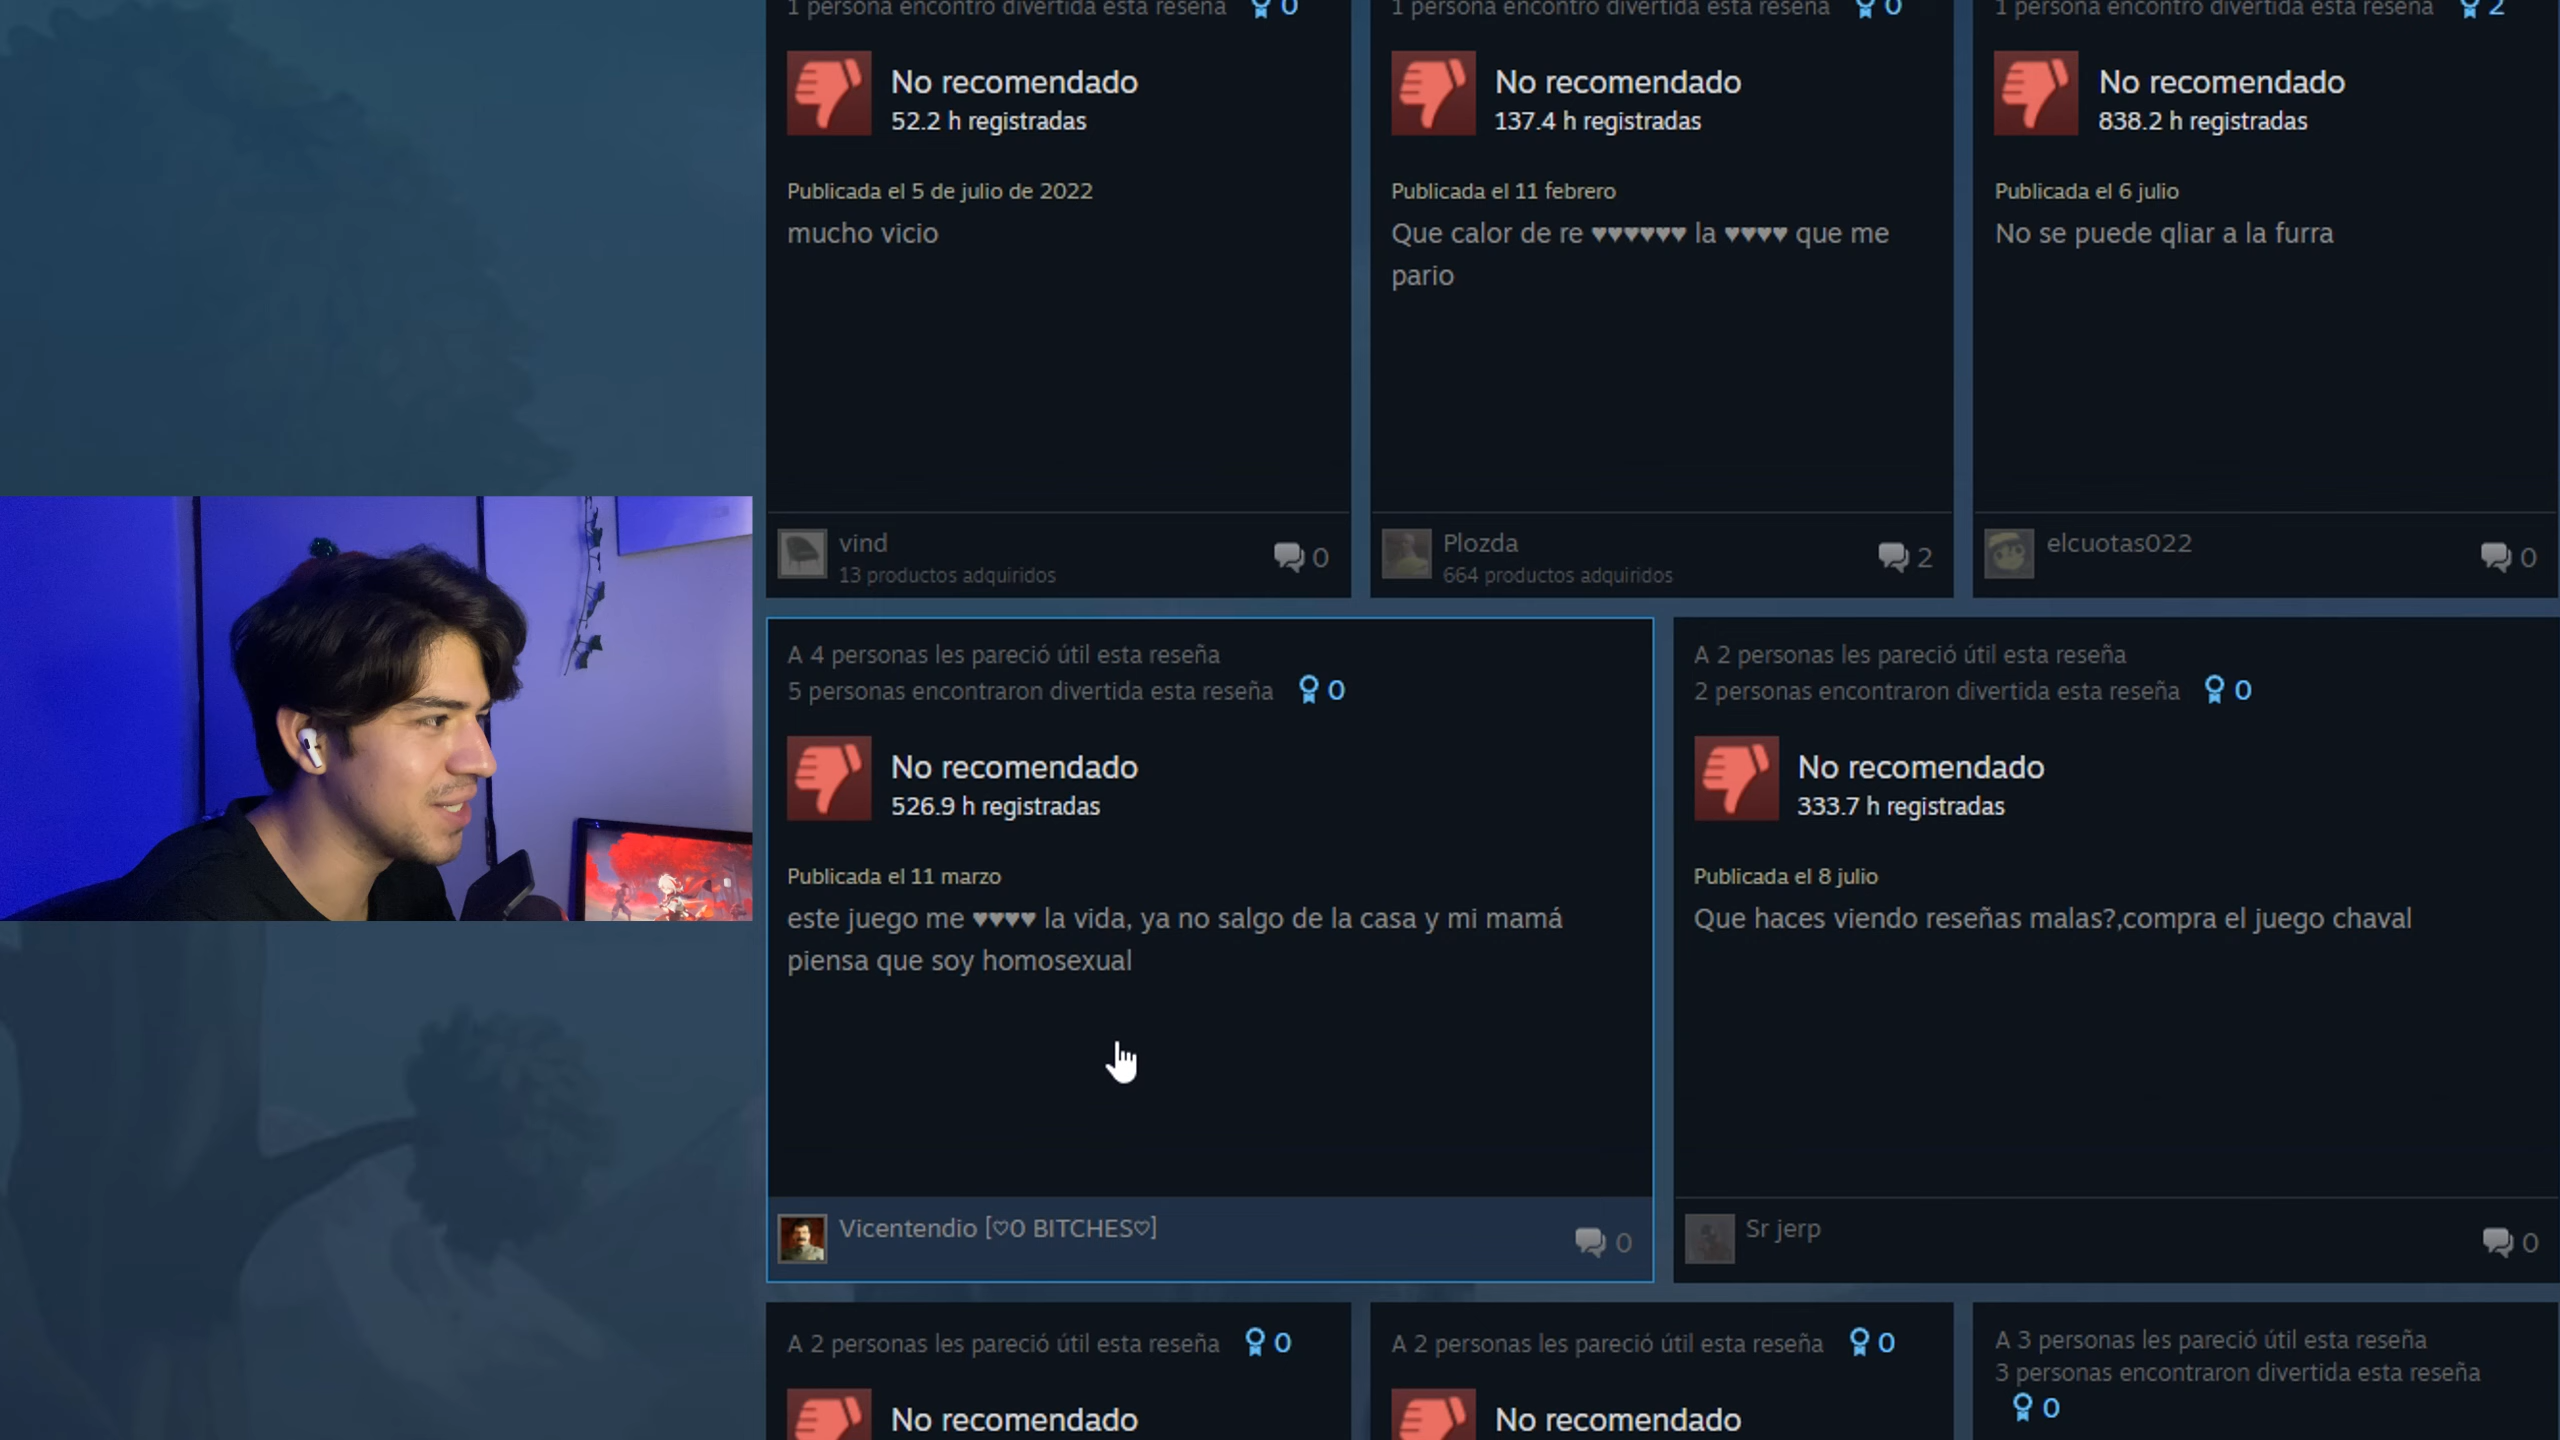 1 persona encontró divertida esta reseña 0
1 persona encontró divertida esta reseña 0
1 persona encontró divertida esta reseña 2
No recomendado
52.2 h registradas
Publicada el 5 de julio de 2022
mucho vicio
vind
13 productos adquiridos
0
No recomendado
137.4 h registradas
Publicada el 11 febrero
Que calor de re ♥♥♥♥♥♥ la ♥♥♥♥ que me
pario
Plozda
664 productos adquiridos
2
No recomendado
838.2 h registradas
Publicada el 6 julio
No se puede qliar a la furra
elcuotas022
0
A 4 personas les pareció útil esta reseña
5 personas encontraron divertida esta reseña 0
No recomendado
526.9 h registradas
Publicada el 11 marzo
este juego me ♥♥♥♥ la vida, ya no salgo de la casa y mi mamá
piensa que soy homosexual
Vicentendio [♡0 BITCHES♡]
0
A 2 personas les pareció útil esta reseña
2 personas encontraron divertida esta reseña 0
No recomendado
333.7 h registradas
Publicada el 8 julio
Que haces viendo reseñas malas?,compra el juego chaval
Sr jerp
0
A 2 personas les pareció útil esta reseña 0
No recomendado
A 2 personas les pareció útil esta reseña 0
No recomendado
A 3 personas les pareció útil esta reseña
3 personas encontraron divertida esta reseña
0